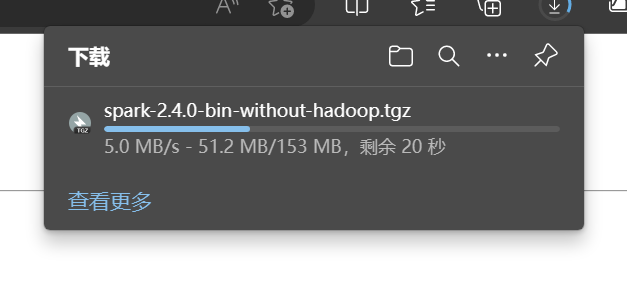 A
下载
spark-2.4.0-bin-without-hadoop.tgz
TGZ
5.0 MB/s - 51.2 MB/153 MB，剩余 20 秒
查看更多